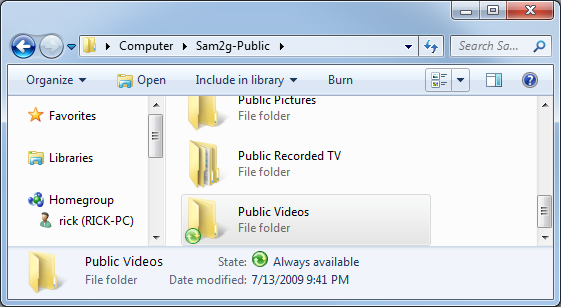 Computer Sam2g-Public Search Sa...
Organize Open Include in library Burn
Favorites
Libraries
Homegroup
rick (RICK-PC)
Public Pictures
File folder
Public Recorded TV
File folder
Public Videos
File folder
Public Videos State: Always available
File folder Date modified: 7/13/2009 9:41 PM